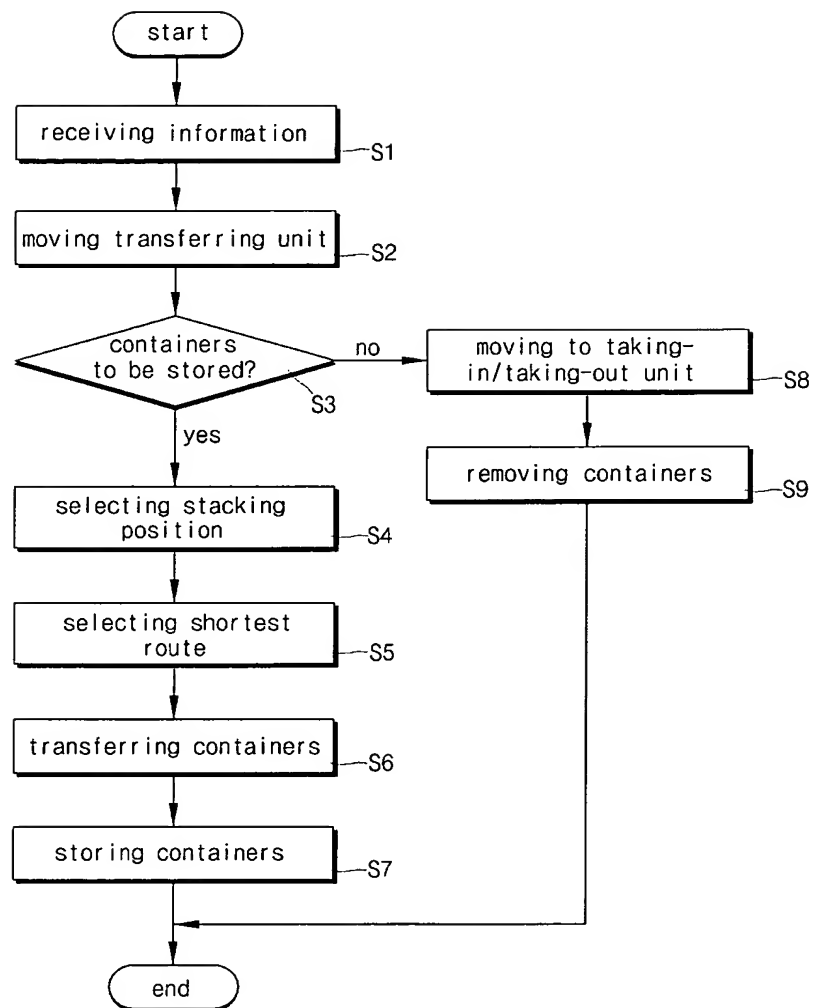 start
receiving information
S1
moving transferring unit
S2
containers
to be stored?
S3
no
yes
moving to taking-
in/taking-out unit
S8
removing containers
S9
selecting stacking
position
S4
selecting shortest
route
S5
transferring containers
S6
storing containers
S7
end